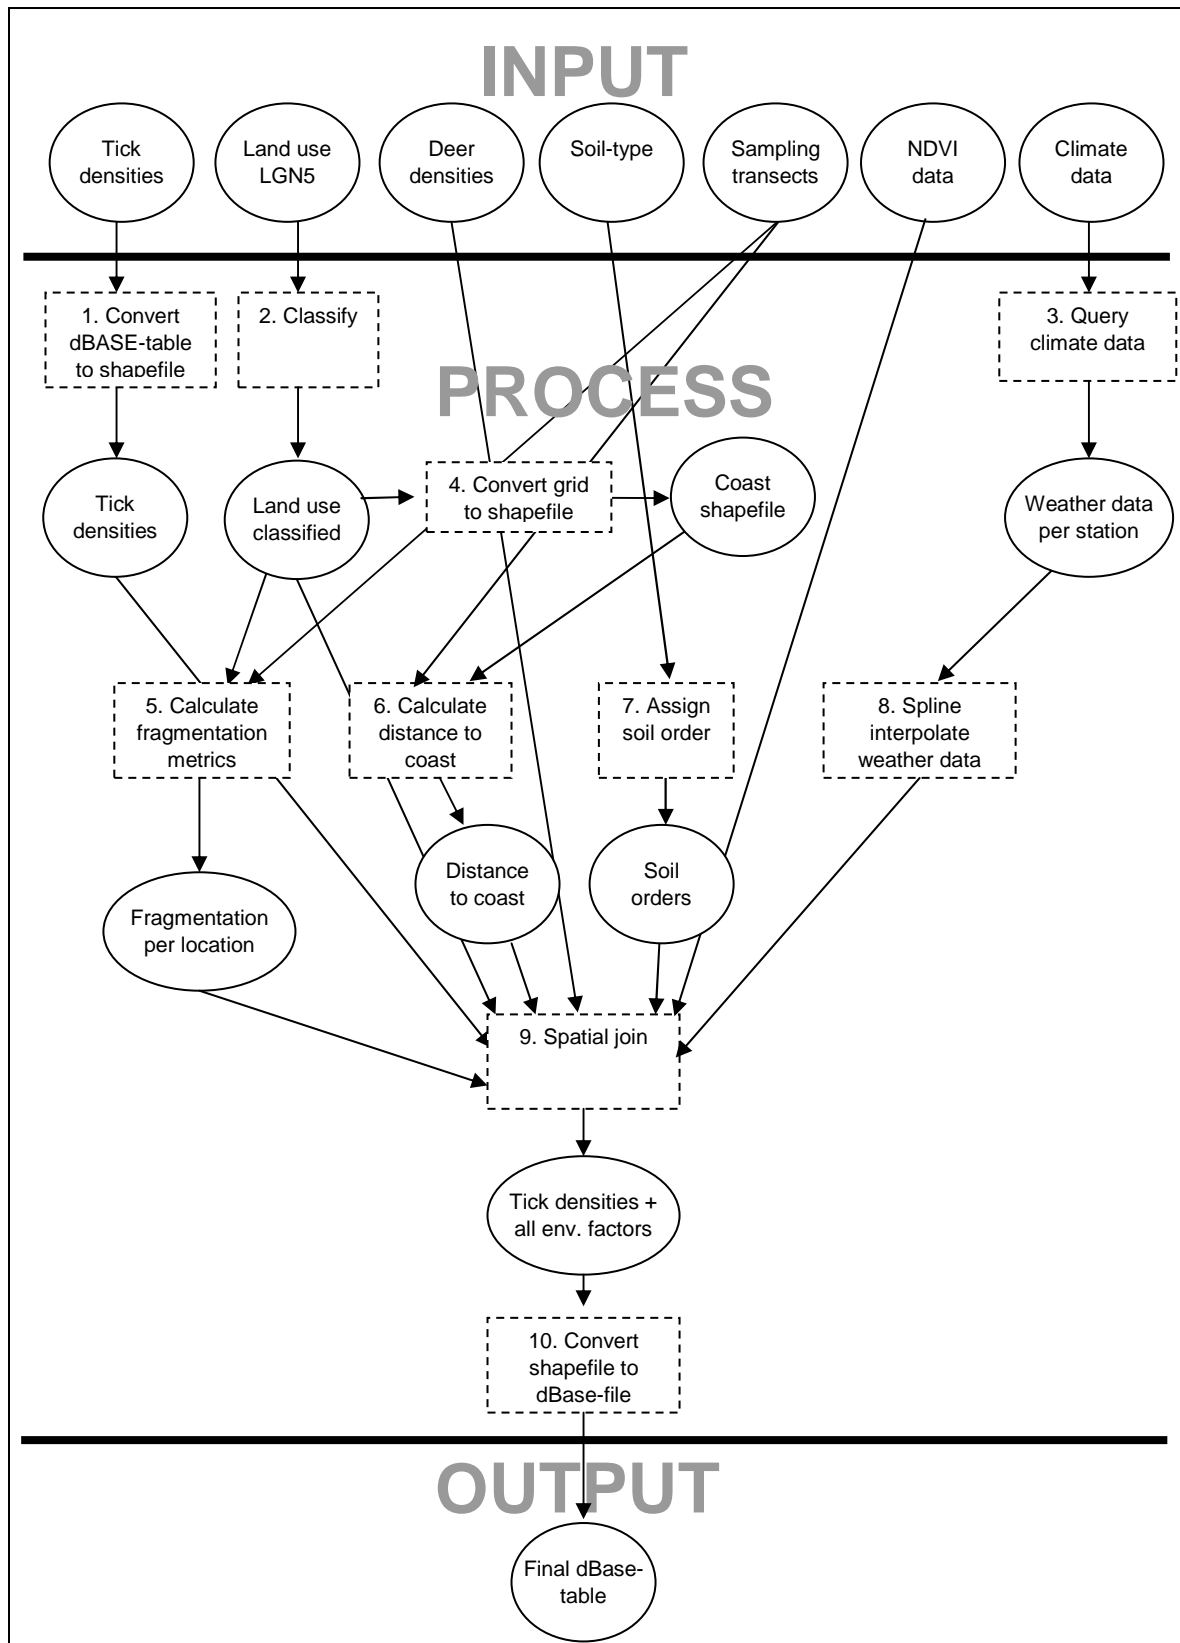 INPUT
Tick
densities
Land use
LGN5
Deer
densities
Soil-type
Sampling
transects
NDVI
data
Climate
data
1. Convert
dBASE-table
to shapefile
2. Classify
3. Query
climate data
PROCESS
Tick
densities
Land use
classified
4. Convert grid
to shapefile
Coast
shapefile
Weather data
per station
5. Calculate
fragmentation
metrics
6. Calculate
distance to
coast
7. Assign
soil order
8. Spline
interpolate
weather data
Fragmentation
per location
Distance
to coast
Soil
orders
9. Spatial join
Tick densities +
all env. factors
10. Convert
shapefile to
dBase-file
OUTPUT
Final dBase-
table